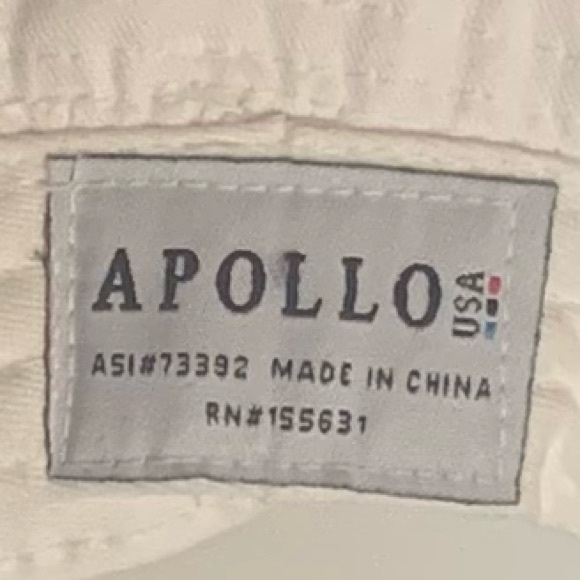 APOLLO USA
ASI#73392 MADE IN CHINA
RN#155631